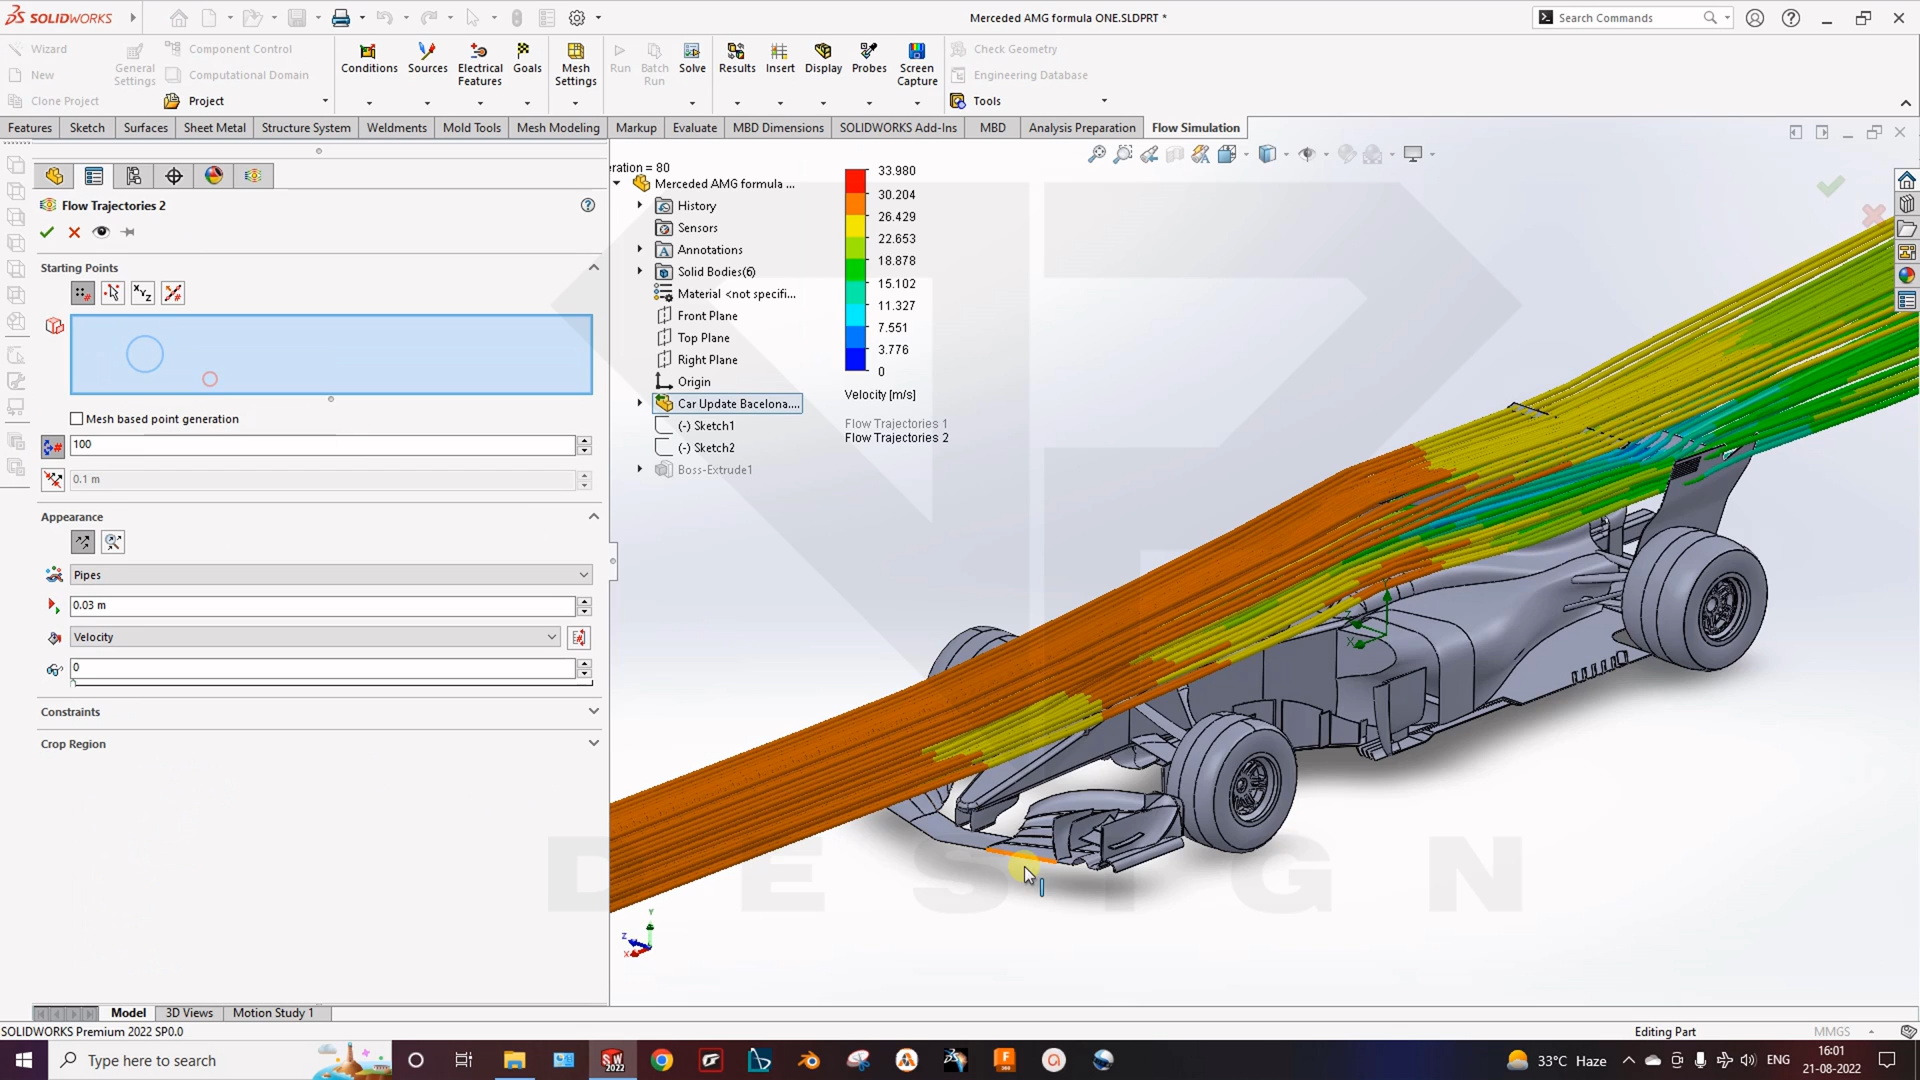 SOLIDWORKS
Merceded AMG formula ONE.SLDPRT *
Search Commands
Wizard
New
Clone Project
General Settings
Component Control
Computational Domain
Project
Conditions
Sources
Electrical Features
Goals
Mesh Settings
Run
Batch Run
Solve
Results
Insert
Display
Probes
Screen Capture
Check Geometry
Engineering Database
Tools
Features
Sketch
Surfaces
Sheet Metal
Structure System
Weldments
Mold Tools
Mesh Modeling
Markup
Evaluate
MBD Dimensions
SOLIDWORKS Add-Ins
MBD
Analysis Preparation
Flow Simulation
Flow Trajectories 2
Starting Points
Mesh based point generation
100
0.1 m
Appearance
Pipes
0.03 m
Velocity
0
Constraints
Crop Region
eration = 80
Merceded AMG formula ...
History
Sensors
Annotations
Solid Bodies(6)
Material <not specifi...
Front Plane
Top Plane
Right Plane
Origin
Car Update Bacelona....
(-) Sketch1
(-) Sketch2
Boss-Extrude1
33.980
30.204
26.429
22.653
18.878
15.102
11.327
7.551
3.776
0
Velocity [m/s]
Flow Trajectories 1
Flow Trajectories 2
DESIGN
Model
3D Views
Motion Study 1
SOLIDWORKS Premium 2022 SP0.0
Editing Part
MMGS
Type here to search
33°C Haze
ENG
16:01
21-08-2022